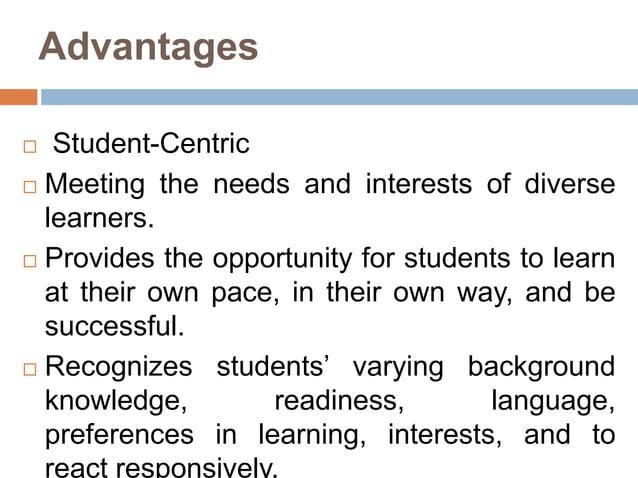 Advantages
Student-Centric
Meeting the needs and interests of diverse
learners.
Provides the opportunity for students to learn
at their own pace, in their own way, and be
successful.
Recognizes students’ varying background
knowledge, readiness, language,
preferences in learning, interests, and to
react responsively.